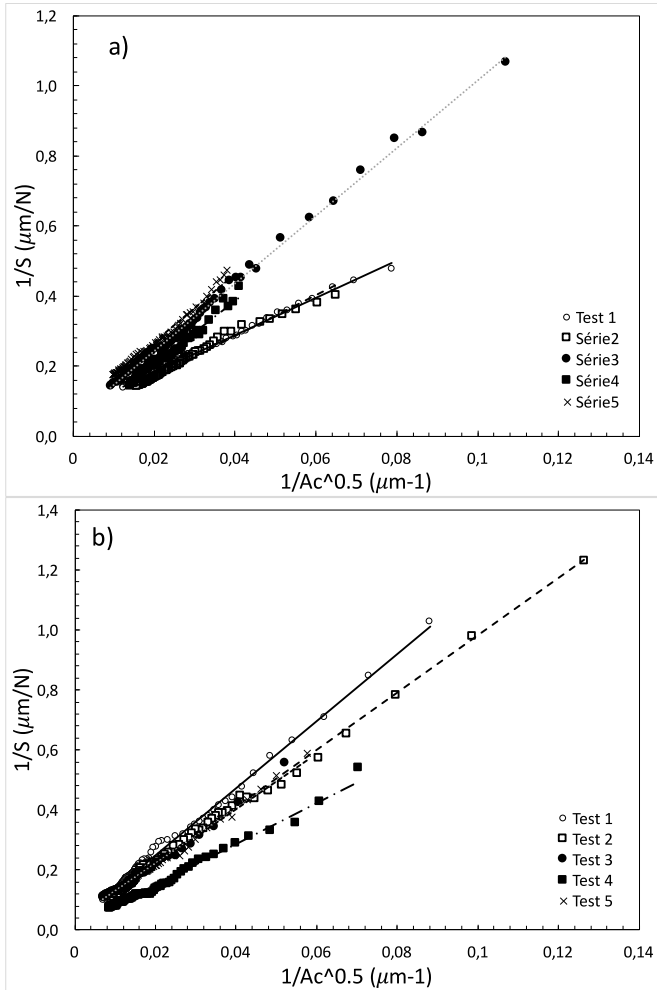 a)
1/S (µm/N)
1,2
1,0
0,8
0,6
0,4
0,2
0,0
Test 1
Série2
Série3
Série4
Série5
0 0,02 0,04 0,06 0,08 0,1 0,12 0,14
1/Ac^0.5 (µm-1)
b)
1/S (µm/N)
1,4
1,2
1,0
0,8
0,6
0,4
0,2
0,0
Test 1
Test 2
Test 3
Test 4
Test 5
0 0,02 0,04 0,06 0,08 0,1 0,12 0,14
1/Ac^0.5 (µm-1)